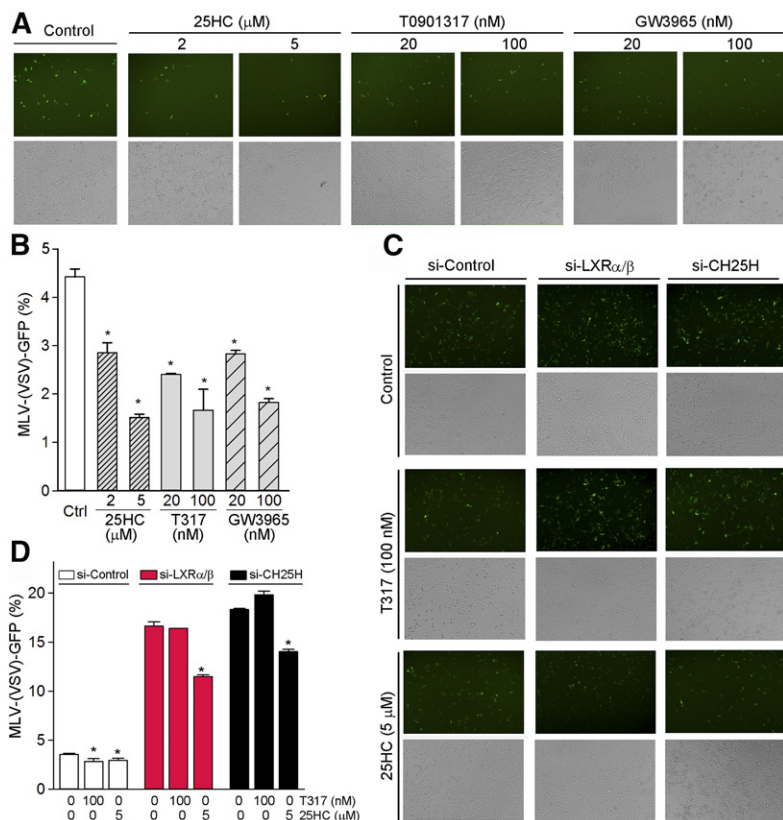 A
Control
25HC (μM)
2 5
T0901317 (nM)
20 100
GW3965 (nM)
20 100
B
MLV-(VSV)-GFP (%)
5
4
3
2
1
0
* * * * * *
Ctrl
2 5 20 100 20 100
25HC (μM)
T317 (nM)
GW3965 (nM)
C
si-Control si-LXRα/β si-CH25H
Control
T317 (100 nM)
25HC (5 μM)
D
si-Control si-LXRα/β si-CH25H
MLV-(VSV)-GFP (%)
20
15
10
5
0
* * * *
0 100 0 0 100 0 0 100 0 T317 (nM)
0 0 5 0 0 5 0 0 5 25HC (μM)